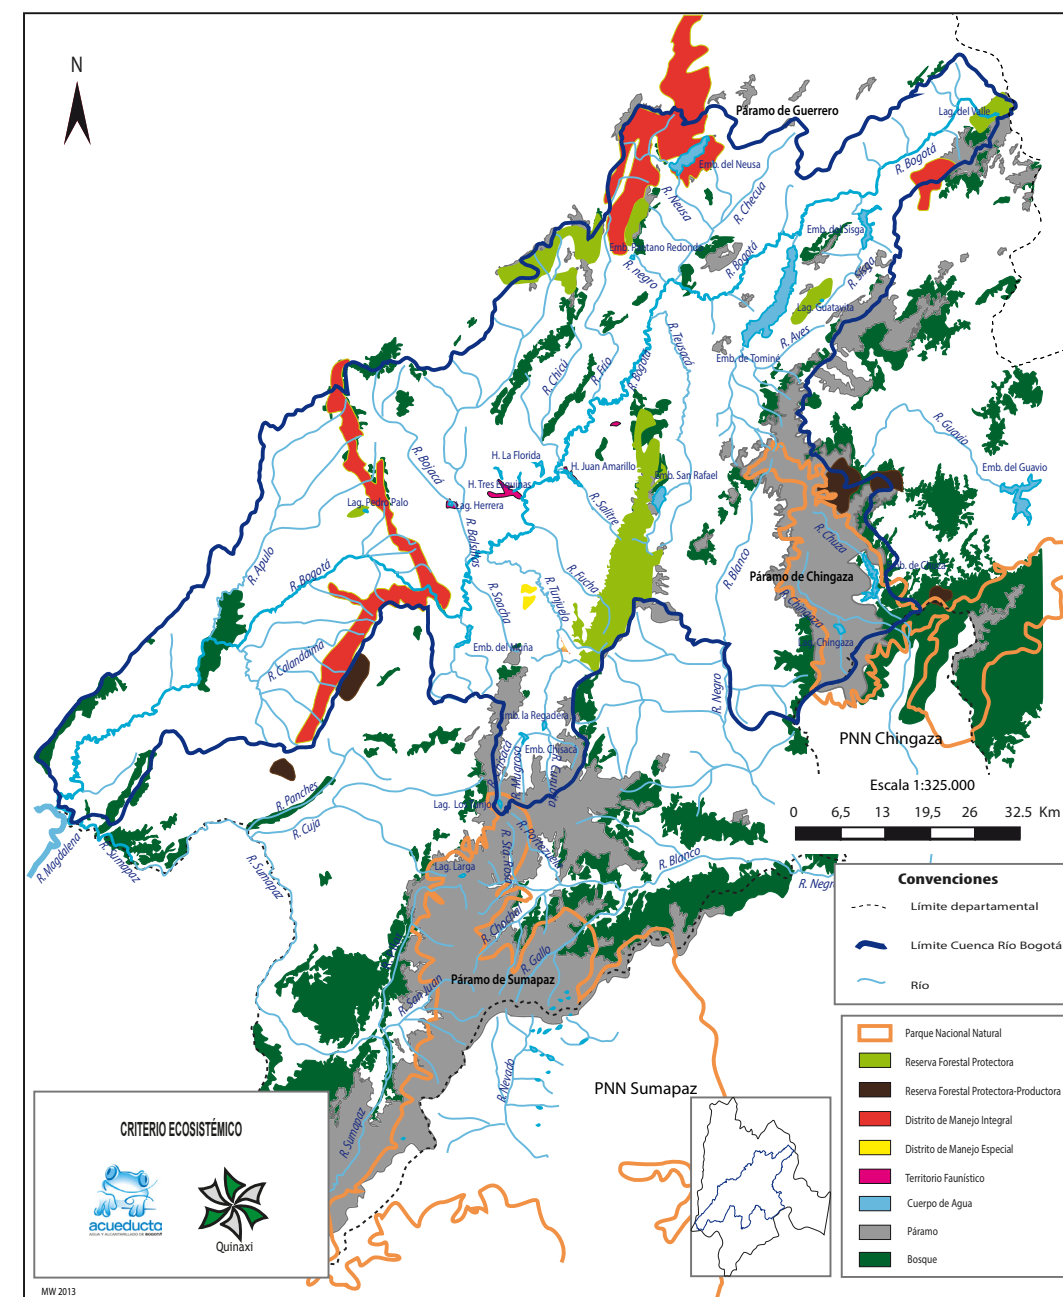 N
Páramo de Guerrero
Lag. del Valle
Emb. del Neusa
R. Bogotá
R. Neusa
R. Checua
Emb. del Sisga
Emb. Pantano Redondo
R. Bogotá
R. negro
R. Sisga
Lag. Guatavita
R. Aves
R. Teusacá
Emb. de Tominé
R. Chicú
R. Frío
R. Bogotá
R. Guavio
Emb. del Guavio
R. Bojacá
H. La Florida
H. Juan Amarillo
Emb. San Rafael
H. Tres Esquinas
Lag. Herrera
Lag. Pedro Palo
R. Salitre
R. Balsillas
R. Chuza
R. Apulo
R. Bogotá
R. Blanco
Páramo de Chingaza
Emb. de Chuza
R. Fucha
R. Tunjuelo
R. Soacha
R. Chingaza
Chingaza
Emb. del Muña
R. Calandaima
R. Negro
Emb. la Regadera
PNN Chingaza
Emb. Chisacá
R. Chisacá
R. Mugroso
R. Curubital
Escala 1:325.000
0 6,5 13 19,5 26 32.5 Km
R. Panches
R. Cuja
Lag. Los Tunjos
R. Portezuela
R. Sta. Rosa
R. Magdalena
R. Sumapaz
R. Sumapaz
Lag. Larga
R. Blanco
R. Negro
R. Chochal
R. Gallo
Páramo de Sumapaz
R. San Juan
R. Nevado
PNN Sumapaz
R. Sumapaz
Convenciones
Límite departamental
Límite Cuenca Río Bogotá
Río
Parque Nacional Natural
Reserva Forestal Protectora
Reserva Forestal Protectora-Productora
Distrito de Manejo Integral
Distrito de Manejo Especial
Territorio Faunístico
Cuerpo de Agua
Páramo
Bosque
CRITERIO ECOSISTÉMICO
acueducto
AGUA Y ALCANTARILLADO DE BOGOTÁ
Quinaxi
MW 2013